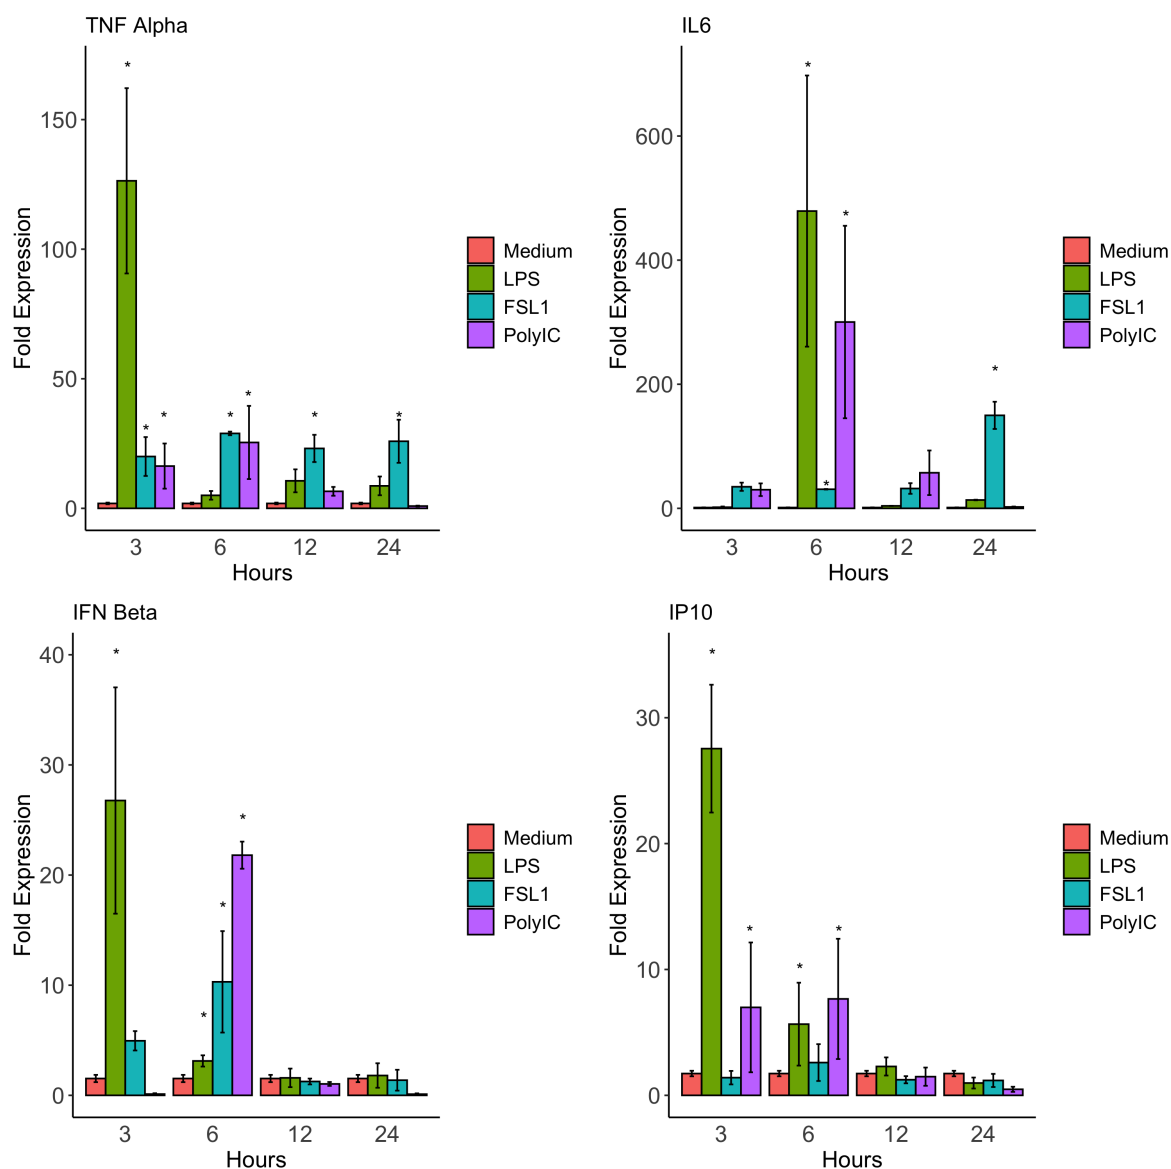 TNF Alpha
*
150
100
50
0
* * * * * *
3 6 12 24
Hours
Fold Expression
Medium
LPS
FSL1
PolyIC
IL6
*
600
400
200
0
*
*
*
3 6 12 24
Hours
Fold Expression
Medium
LPS
FSL1
PolyIC
IFN Beta
*
40
30
20
10
0
*
*
*
3 6 12 24
Hours
Fold Expression
Medium
LPS
FSL1
PolyIC
IP10
*
30
20
10
0
* * *
3 6 12 24
Hours
Fold Expression
Medium
LPS
FSL1
PolyIC